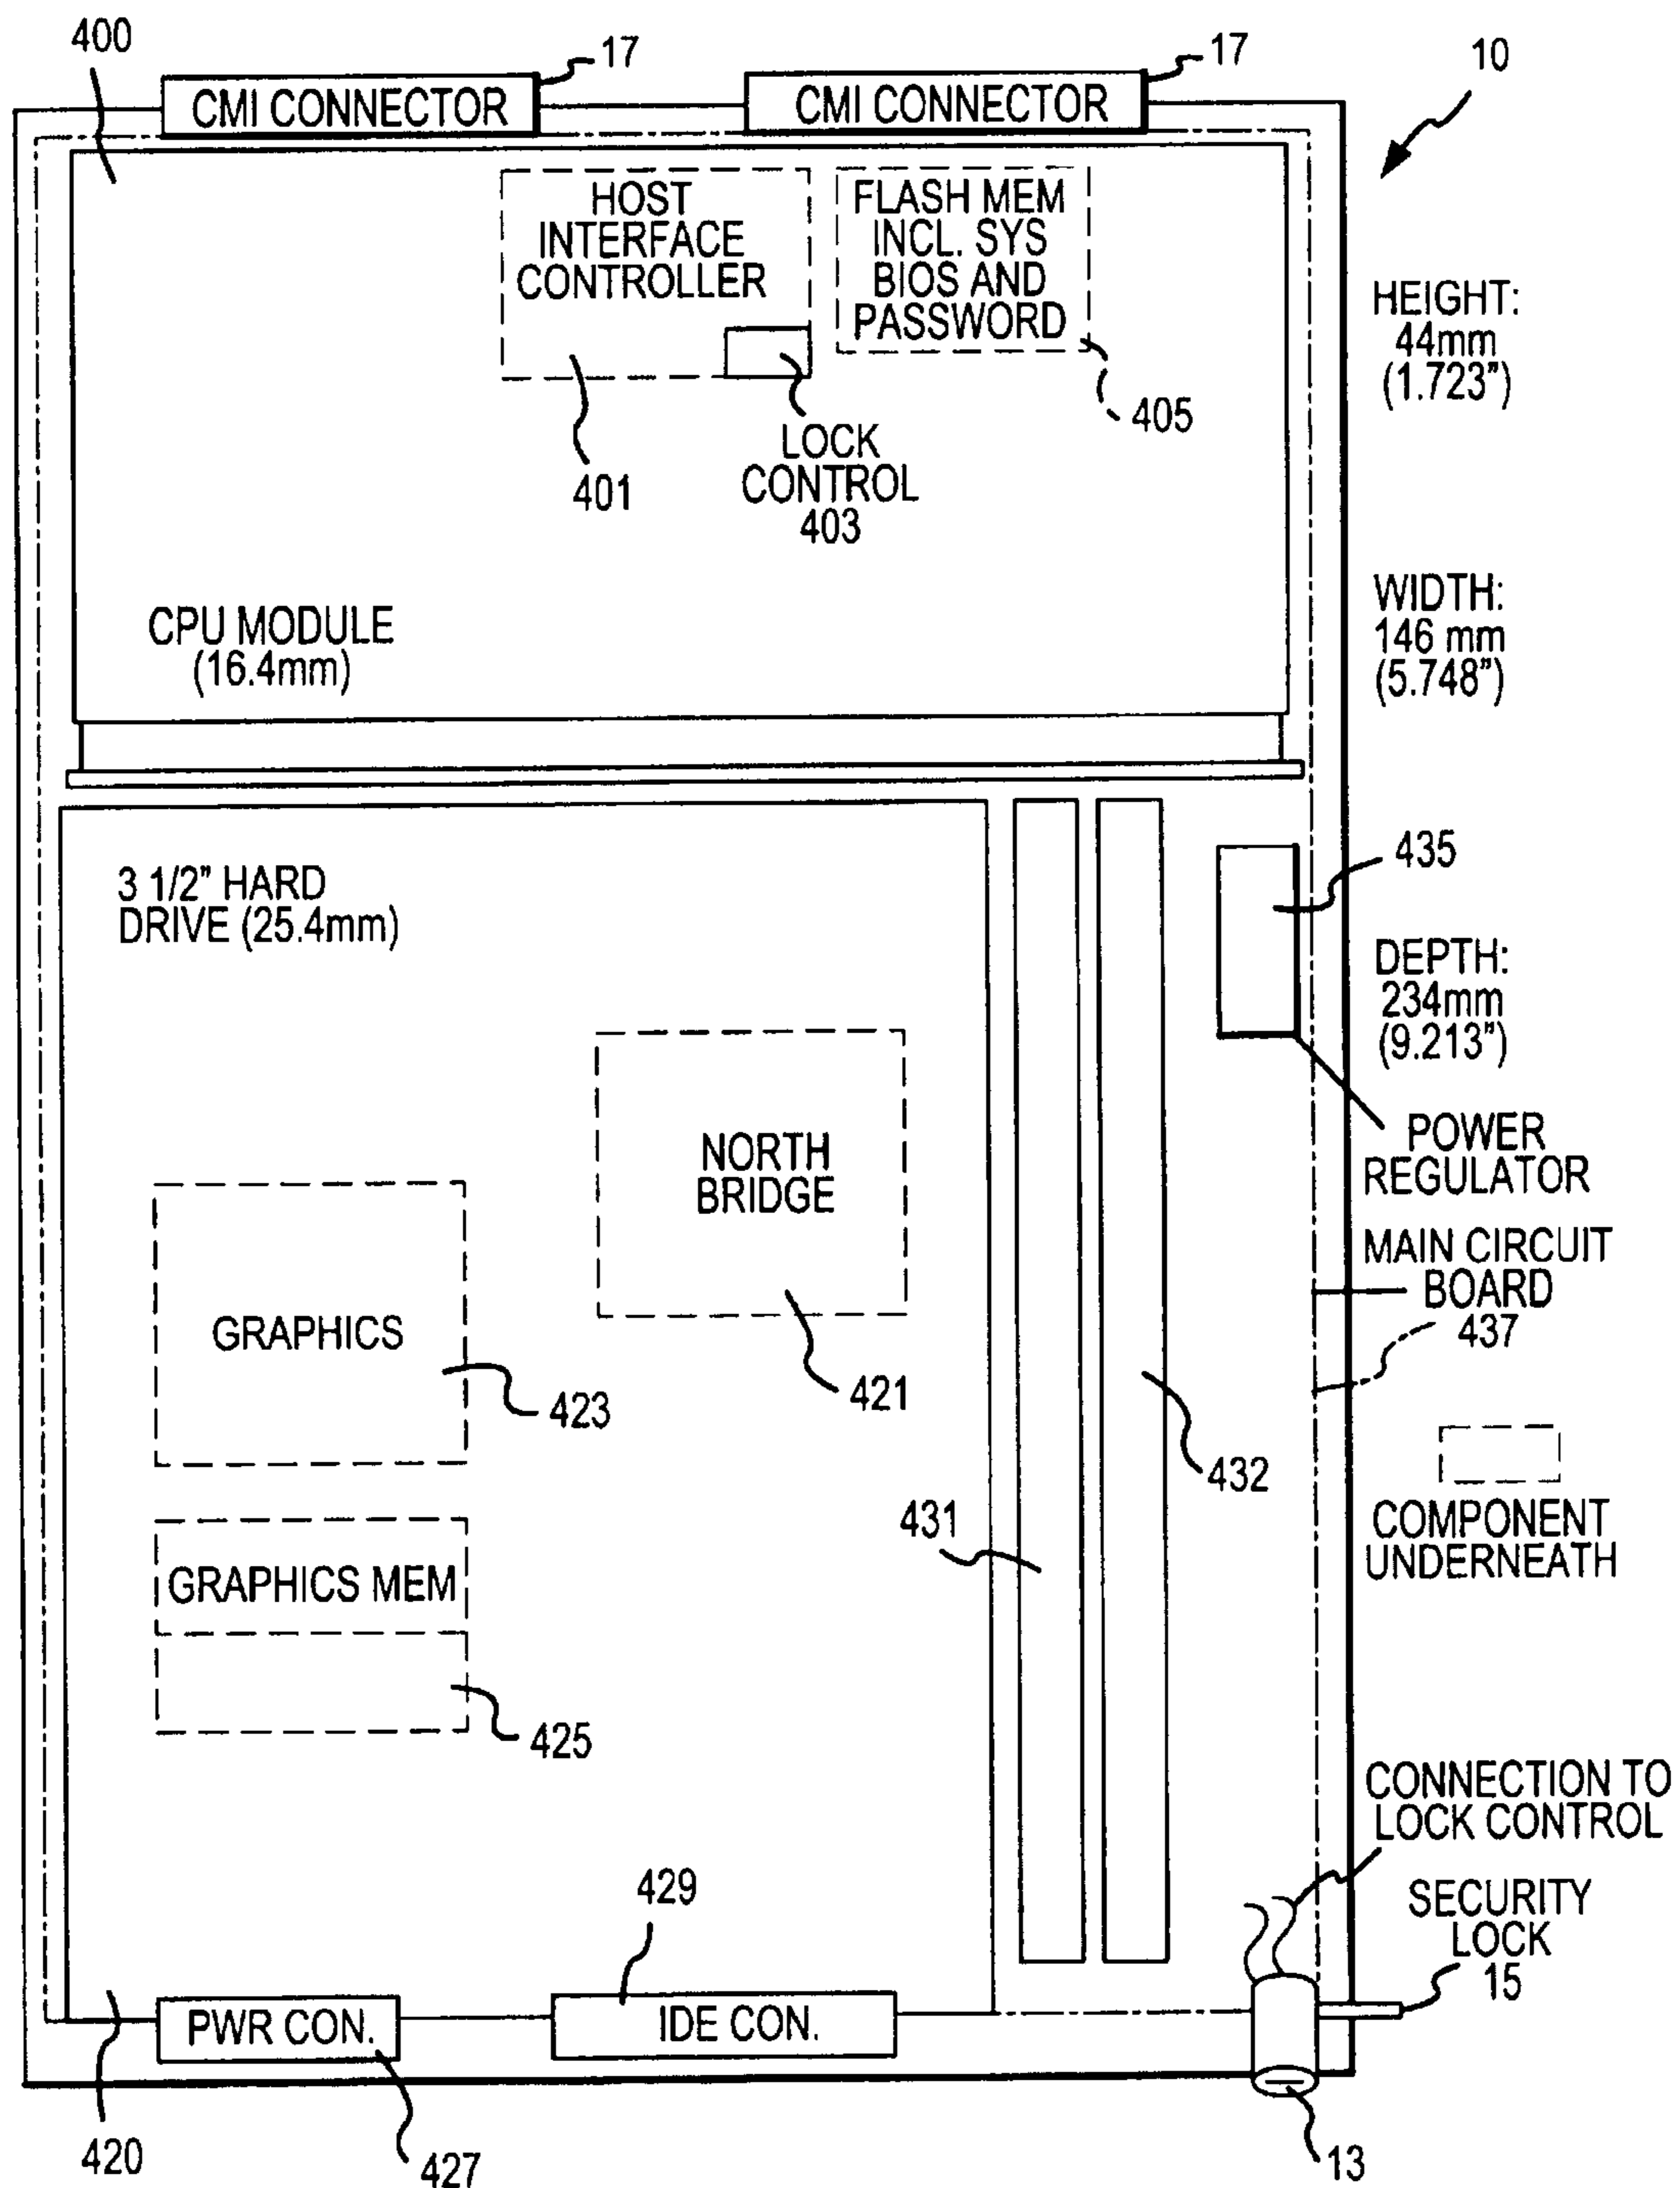 400
17
17
10
CMI CONNECTOR
CMI CONNECTOR
HOST
INTERFACE
CONTROLLER
FLASH MEM
INCL. SYS
BIOS AND
PASSWORD
401
LOCK
CONTROL
403
405
HEIGHT:
44mm
(1.723")
CPU MODULE
(16.4mm)
WIDTH:
146 mm
(5.748")
3 1/2" HARD
DRIVE (25.4mm)
435
DEPTH:
234mm
(9.213")
NORTH
BRIDGE
POWER
REGULATOR
GRAPHICS
421
423
MAIN CIRCUIT
BOARD
437
432
431
COMPONENT
UNDERNEATH
GRAPHICS MEM
425
CONNECTION TO
LOCK CONTROL
429
SECURITY
LOCK
15
PWR CON.
IDE CON.
420
427
13